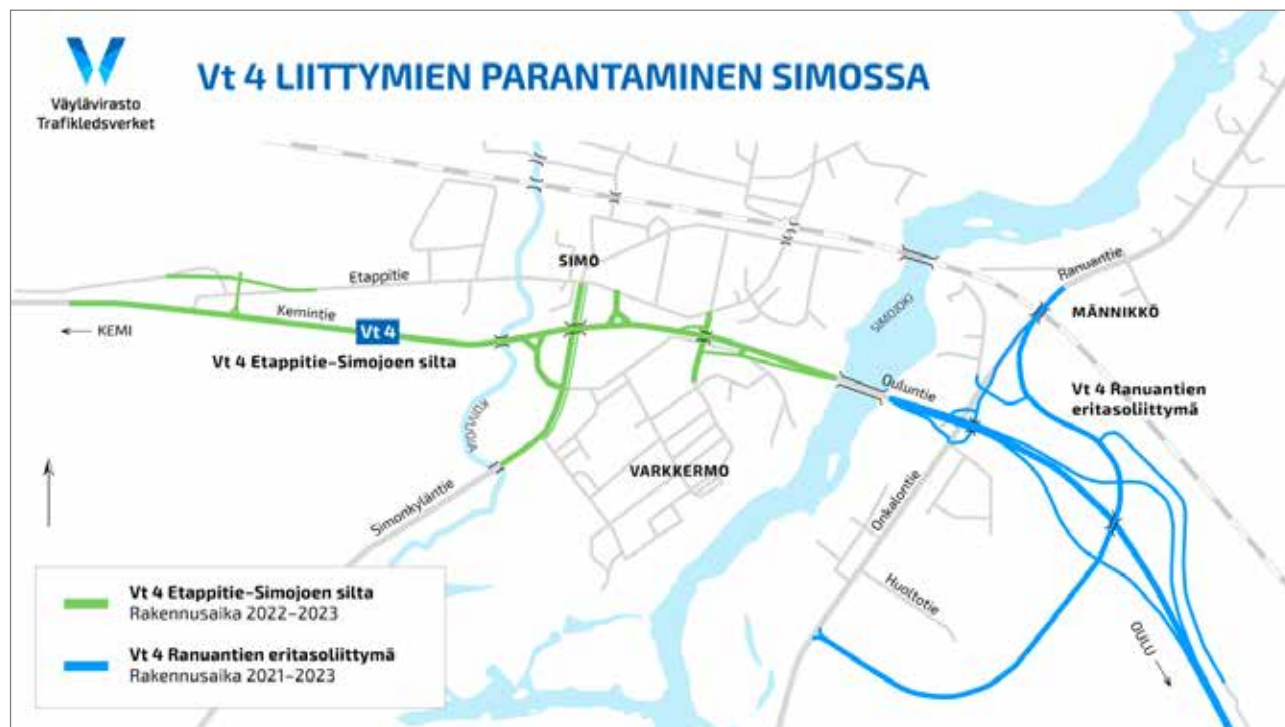 Väylävirasto
Trafikledsverket
Vt 4 LIITTYMIEN PARANTAMINEN SIMOSSA
Etappitie
SIMO
Kemintie
← KEMI
Vt 4
Vt 4 Etappitie–Simojoen silta
KUIVAOJA
Simonkyläntie
VARKKERMO
SIMOJOKI
Ouluntie
Ranuantie
MÄNNIKKÖ
Vt 4 Ranuantien
eritasoliittymä
Onkalontie
Huoltotie
OULU →
Vt 4 Etappitie–Simojoen silta
Rakennusaika 2022–2023
Vt 4 Ranuantien eritasoliittymä
Rakennusaika 2021–2023